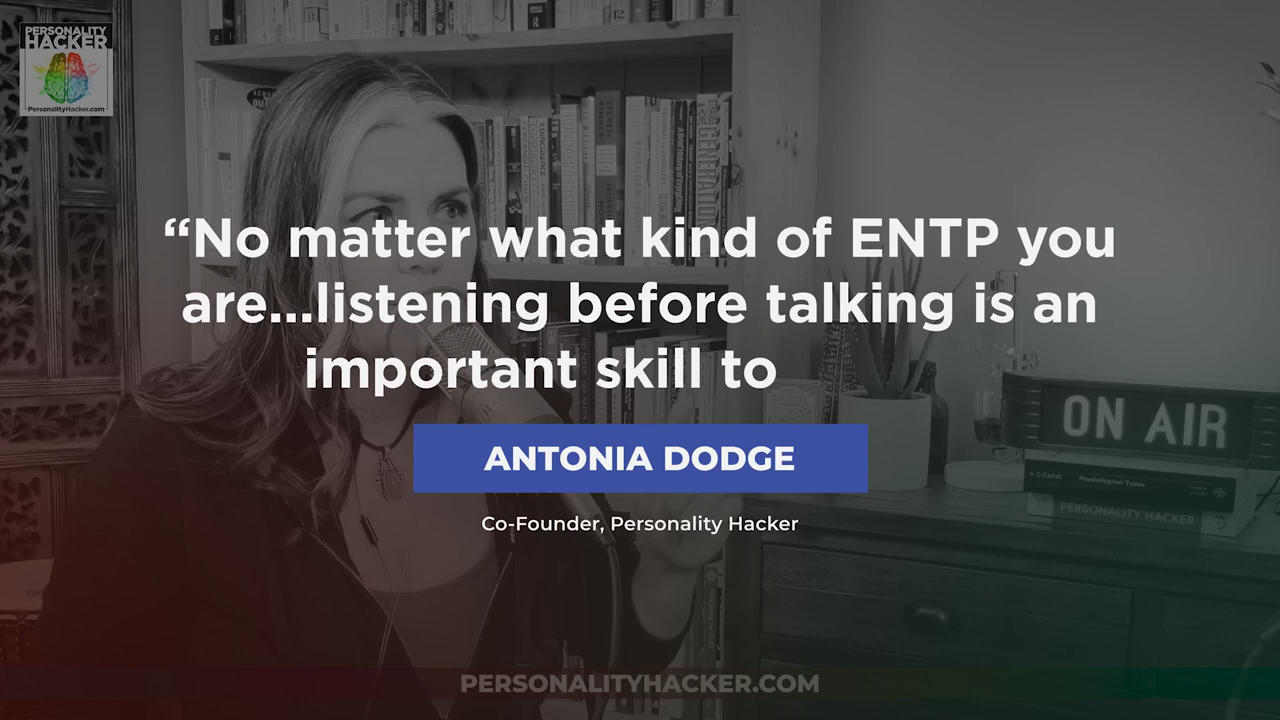 PERSONALITY
HACKER
PersonalityHacker.com
“No matter what kind of ENTP you
are...listening before talking is an
important skill to
ANTONIA DODGE
Co-Founder, Personality Hacker
ON AIR
Psychological Types
PERSONALITY HACKER
PERSONALITYHACKER.COM